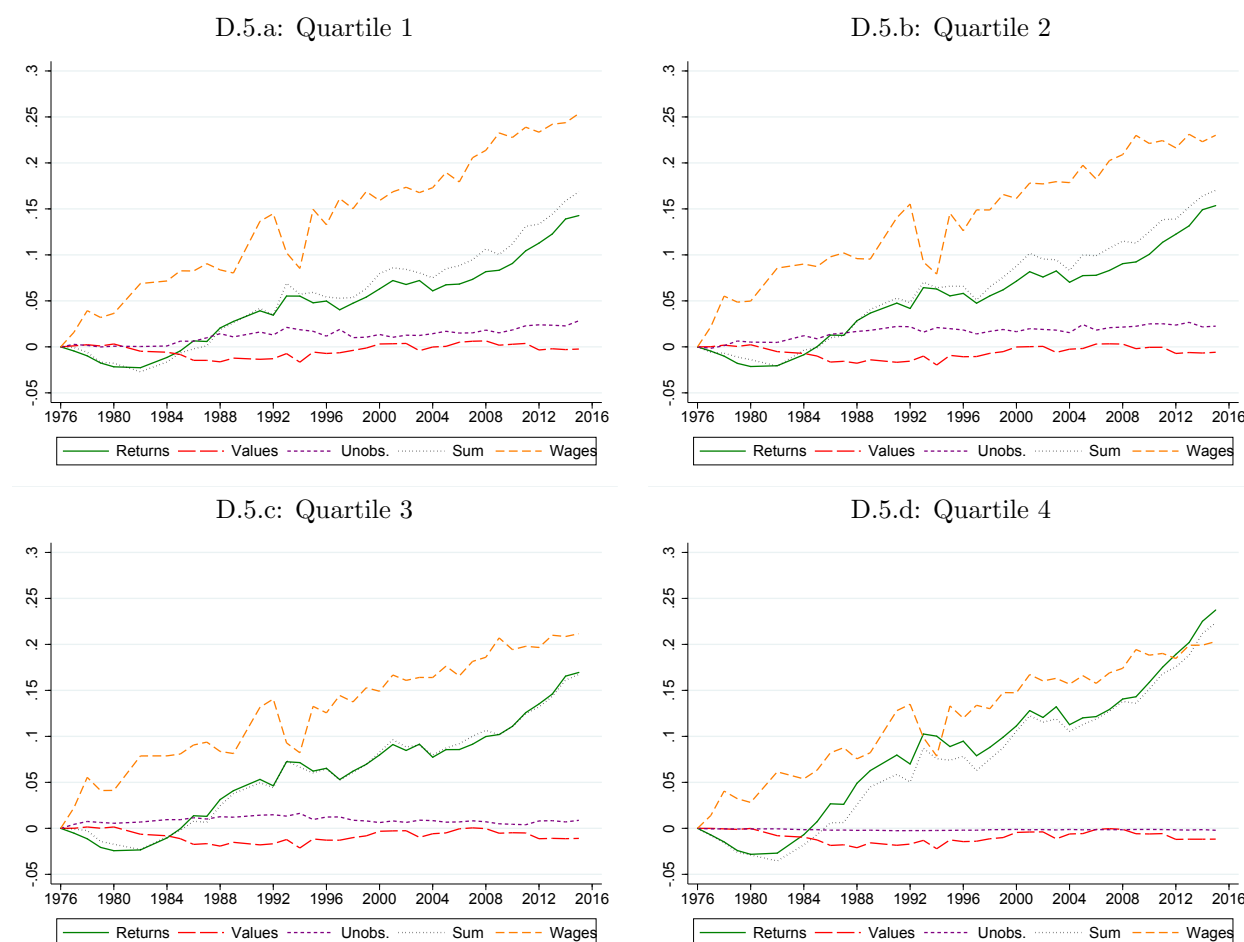 D.5.a: Quartile 1
.3
.25
.2
.15
.1
.05
0
-.05
1976 1980 1984 1988 1992 1996 2000 2004 2008 2012 2016
Returns Values Unobs. Sum Wages
D.5.b: Quartile 2
.3
.25
.2
.15
.1
.05
0
-.05
1976 1980 1984 1988 1992 1996 2000 2004 2008 2012 2016
Returns Values Unobs. Sum Wages
D.5.c: Quartile 3
.3
.25
.2
.15
.1
.05
0
-.05
1976 1980 1984 1988 1992 1996 2000 2004 2008 2012 2016
Returns Values Unobs. Sum Wages
D.5.d: Quartile 4
.3
.25
.2
.15
.1
.05
0
-.05
1976 1980 1984 1988 1992 1996 2000 2004 2008 2012 2016
Returns Values Unobs. Sum Wages